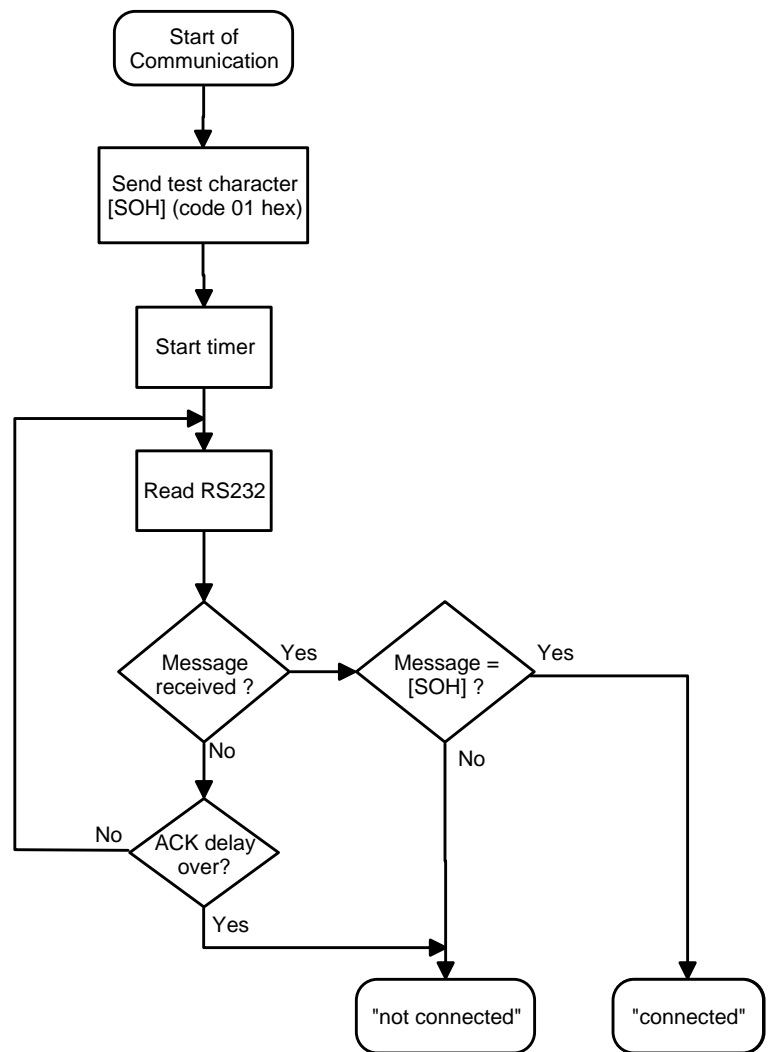 Start of
Communication
Send test character
[SOH] (code 01 hex)
Start timer
Read RS232
Message
received ?
Yes
Message =
[SOH] ?
Yes
No
No
No
ACK delay
over?
Yes
"not connected"
"connected"